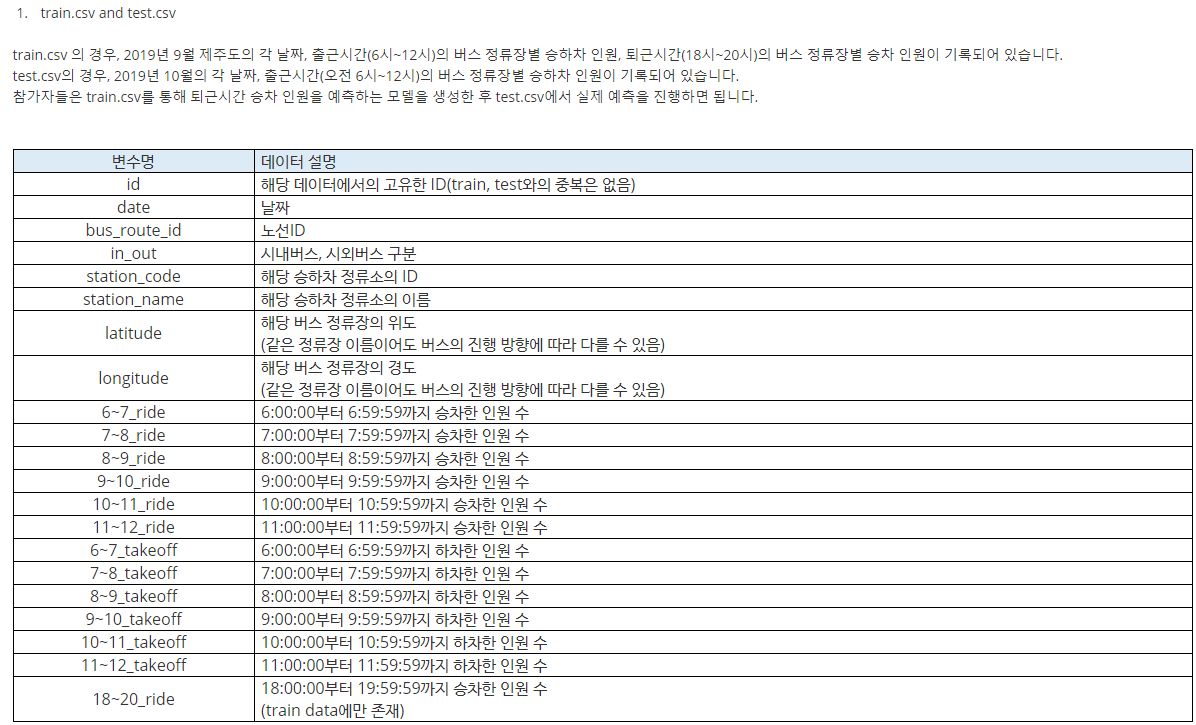 1. train.csv and test.csv
train.csv 의 경우, 2019년 9월 제주도의 각 날짜, 출근시간(6시~12시)의 버스 정류장별 승하차 인원, 퇴근시간(18시~20시)의 버스 정류장별 승차 인원이 기록되어 있습니다.
test.csv의 경우, 2019년 10월의 각 날짜, 출근시간(오전 6시~12시)의 버스 정류장별 승하차 인원이 기록되어 있습니다.
참가자들은 train.csv를 통해 퇴근시간 승차 인원을 예측하는 모델을 생성한 후 test.csv에서 실제 예측을 진행하면 됩니다.
변수명 데이터 설명
id 해당 데이터에서의 고유한 ID(train, test와의 중복은 없음)
date 날짜
bus_route_id 노선ID
in_out 시내버스, 시외버스 구분
station_code 해당 승하차 정류소의 ID
station_name 해당 승하차 정류소의 이름
latitude 해당 버스 정류장의 위도
(같은 정류장 이름이어도 버스의 진행 방향에 따라 다를 수 있음)
longitude 해당 버스 정류장의 경도
(같은 정류장 이름이어도 버스의 진행 방향에 따라 다를 수 있음)
6~7_ride 6:00:00부터 6:59:59까지 승차한 인원 수
7~8_ride 7:00:00부터 7:59:59까지 승차한 인원 수
8~9_ride 8:00:00부터 8:59:59까지 승차한 인원 수
9~10_ride 9:00:00부터 9:59:59까지 승차한 인원 수
10~11_ride 10:00:00부터 10:59:59까지 승차한 인원 수
11~12_ride 11:00:00부터 11:59:59까지 승차한 인원 수
6~7_takeoff 6:00:00부터 6:59:59까지 하차한 인원 수
7~8_takeoff 7:00:00부터 7:59:59까지 하차한 인원 수
8~9_takeoff 8:00:00부터 8:59:59까지 하차한 인원 수
9~10_takeoff 9:00:00부터 9:59:59까지 하차한 인원 수
10~11_takeoff 10:00:00부터 10:59:59까지 하차한 인원 수
11~12_takeoff 11:00:00부터 11:59:59까지 하차한 인원 수
18~20_ride 18:00:00부터 19:59:59까지 승차한 인원 수
(train data에만 존재)